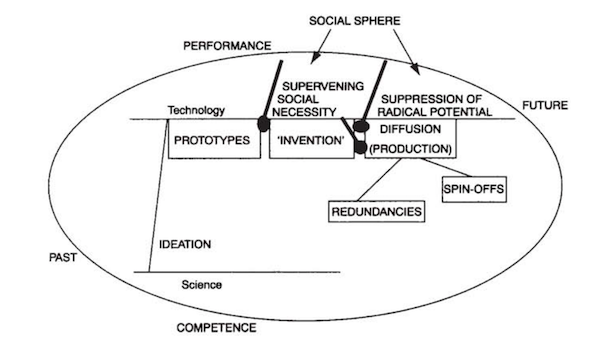 SOCIAL SPHERE
PERFORMANCE
SUPERVENING
SOCIAL
NECESSITY
SUPPRESSION OF
RADICAL POTENTIAL
FUTURE
Technology
PROTOTYPES
'INVENTION'
DIFFUSION
(PRODUCTION)
SPIN-OFFS
REDUNDANCIES
IDEATION
PAST
Science
COMPETENCE